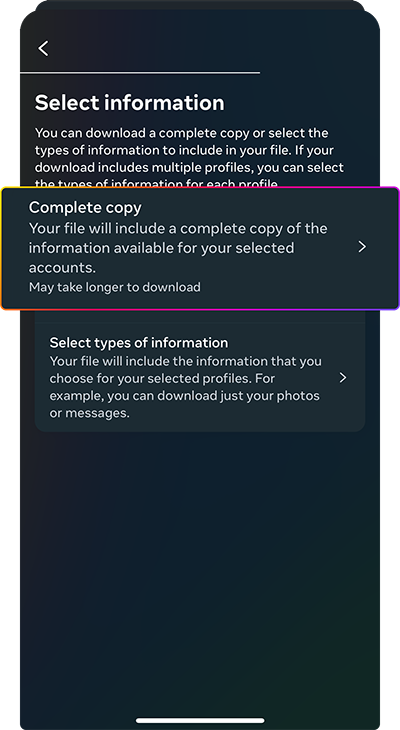 Select information
You can download a complete copy or select the
types of information to include in your file. If your
download includes multiple profiles, you can select
the types of information for each profile.
Complete copy
Your file will include a complete copy of the
information available for your selected
accounts.
May take longer to download
Select types of information
Your file will include the information that you
choose for your selected profiles. For
example, you can download just your photos
or messages.